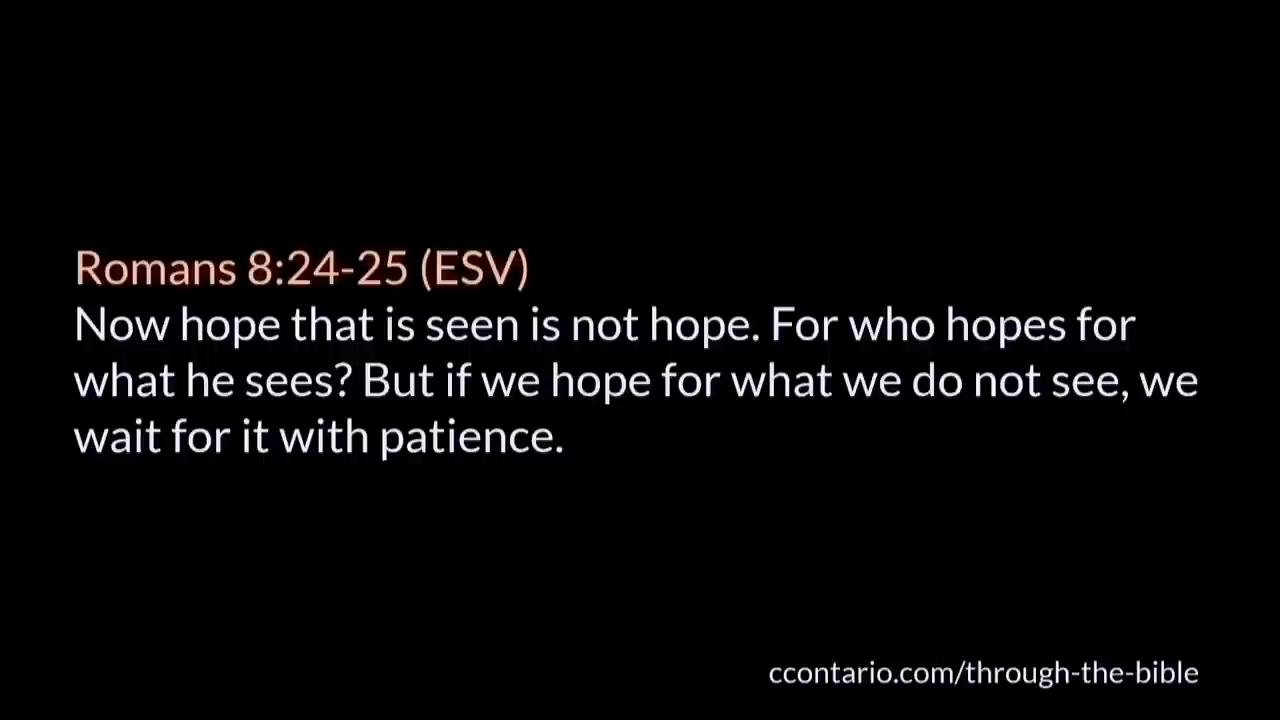 Romans 8:24-25 (ESV)
Now hope that is seen is not hope. For who hopes for
what he sees? But if we hope for what we do not see, we
wait for it with patience.
ccontario.com/through-the-bible